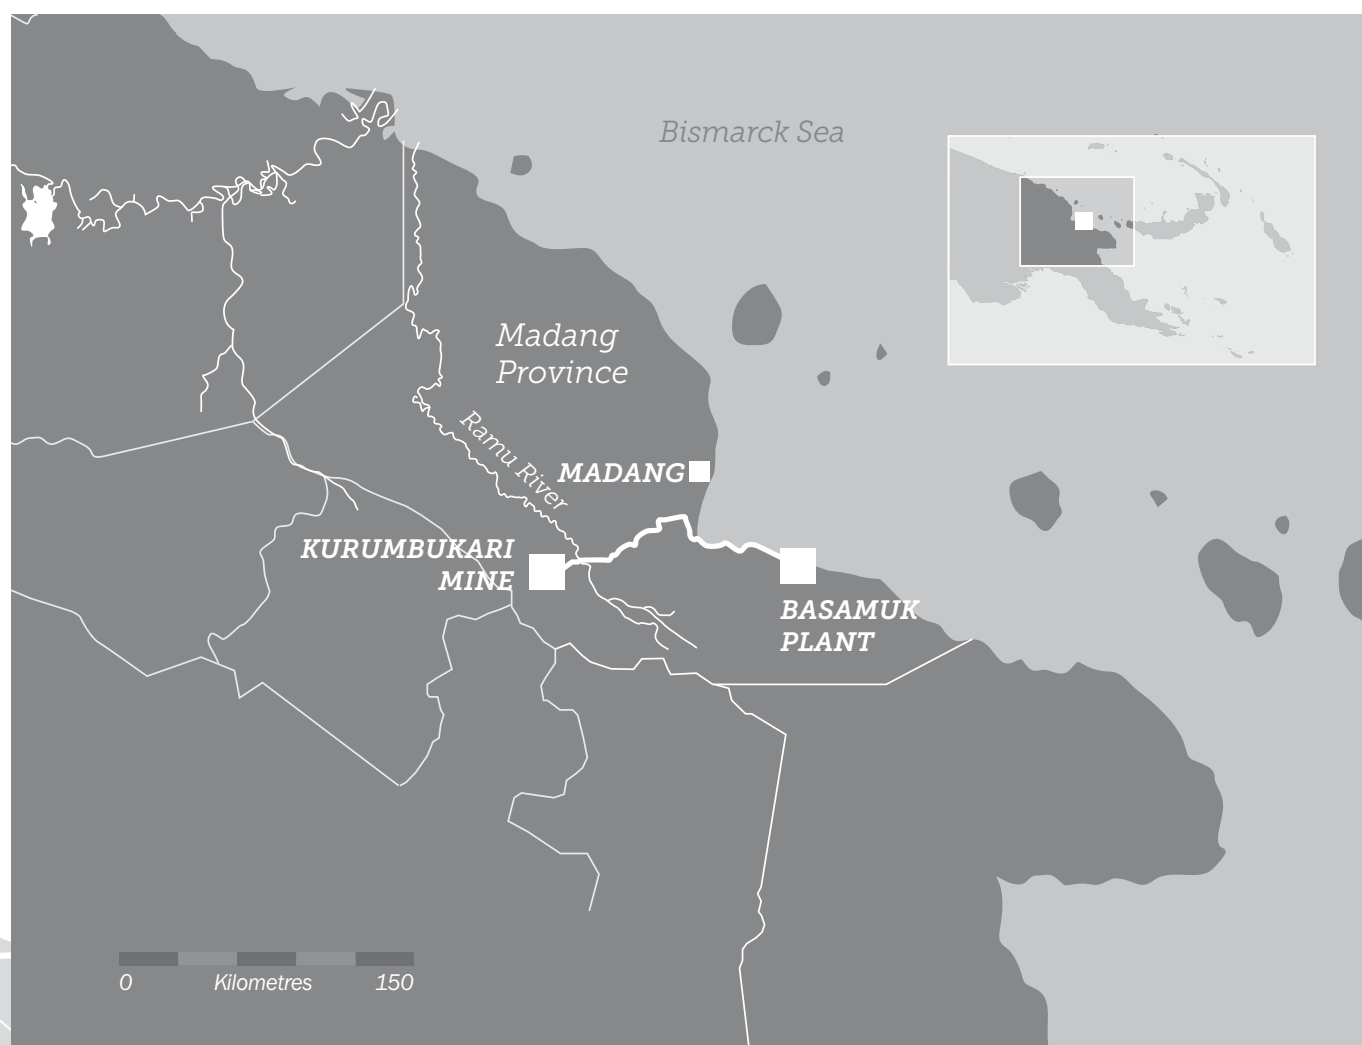 Bismarck Sea
Madang
Province
Ramu River
MADANG
KURUMBUKARI
MINE
BASAMUK
PLANT
0 Kilometres 150